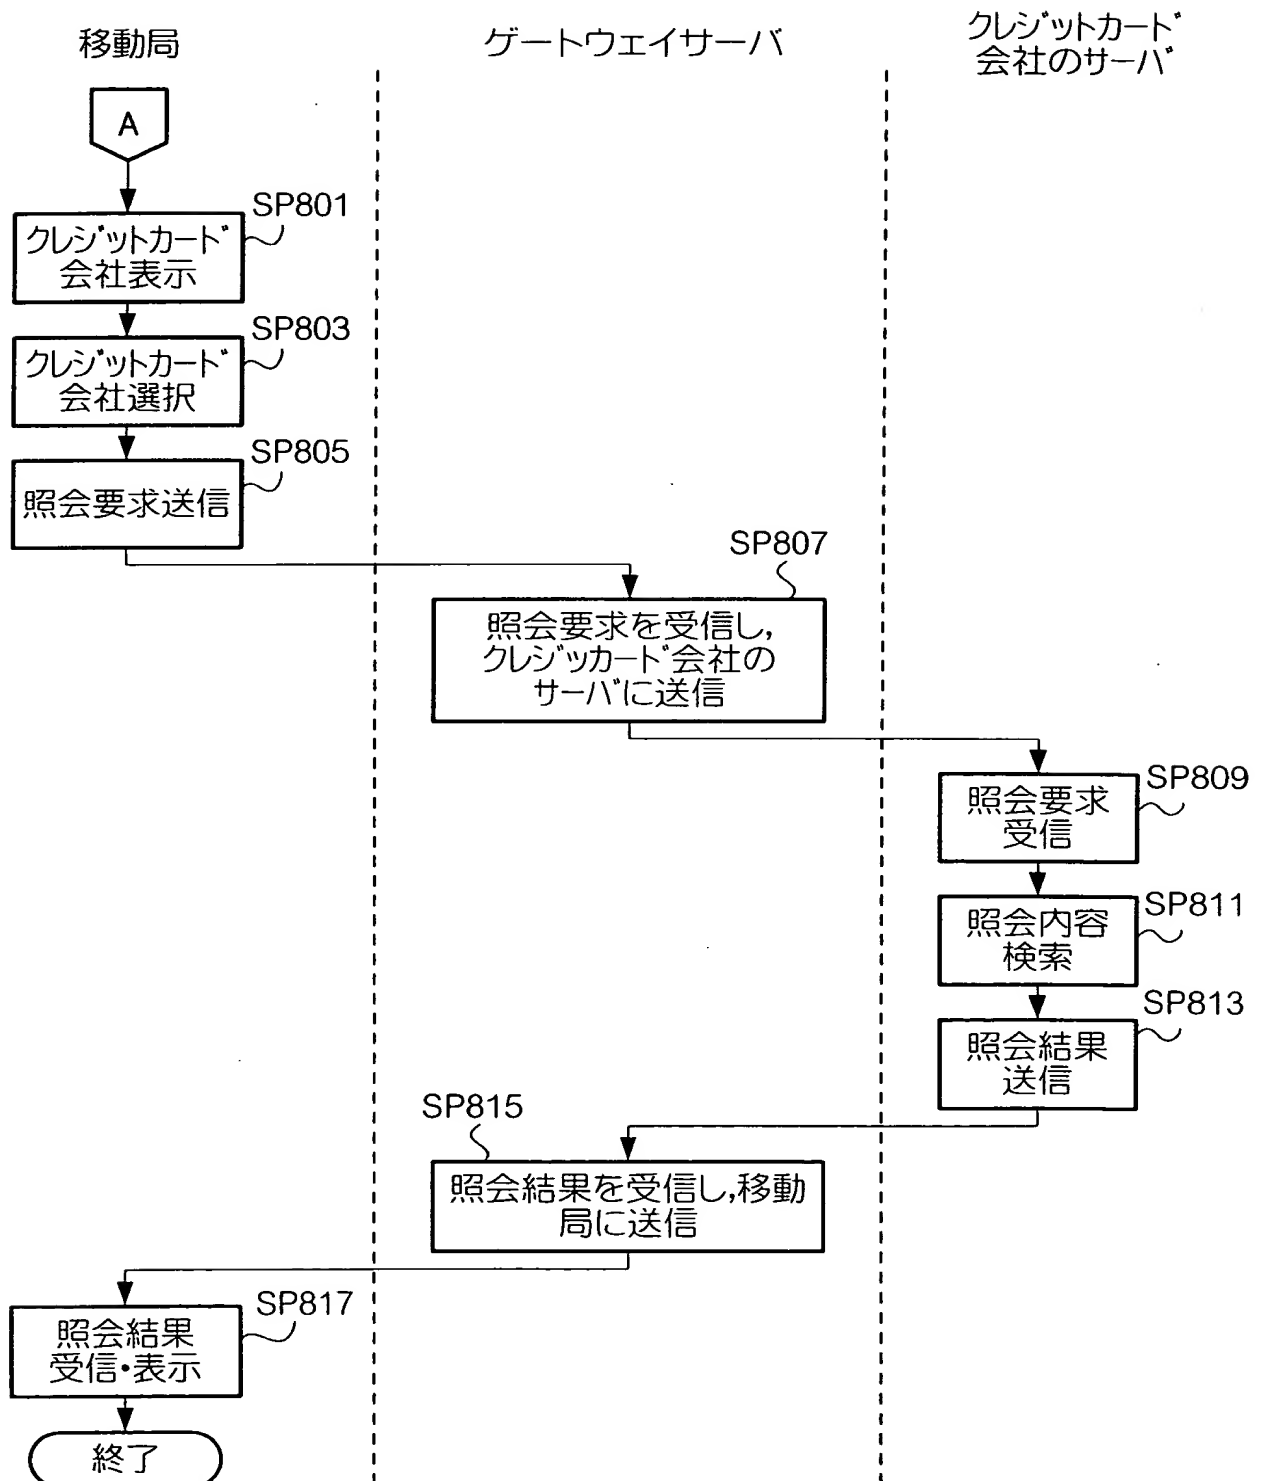 移動局
ゲートウェイサーバ
クレジットカード
会社のサーバ
A
SP801
クレジットカード
会社表示
SP803
クレジットカード
会社選択
SP805
照会要求送信
SP807
照会要求を受信し,
クレジッカード会社の
サーバに送信
SP809
照会要求
受信
SP811
照会内容
検索
SP813
照会結果
送信
SP815
照会結果を受信し,移動
局に送信
SP817
照会結果
受信・表示
終了